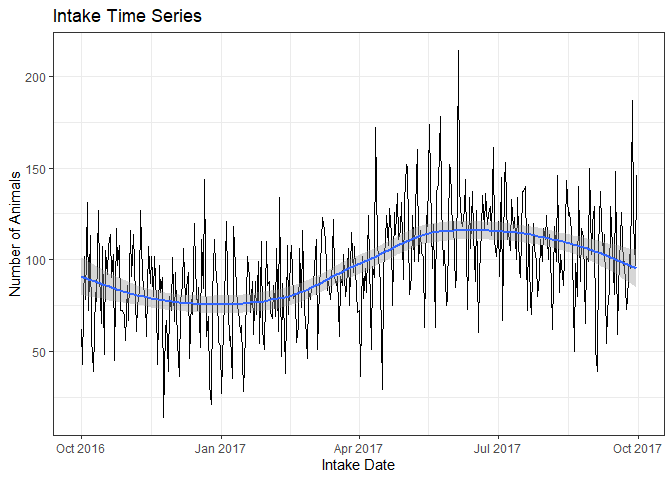 Intake Time Series
200
150
100
50
Number of Animals
Oct 2016
Jan 2017
Apr 2017
Jul 2017
Oct 2017
Intake Date